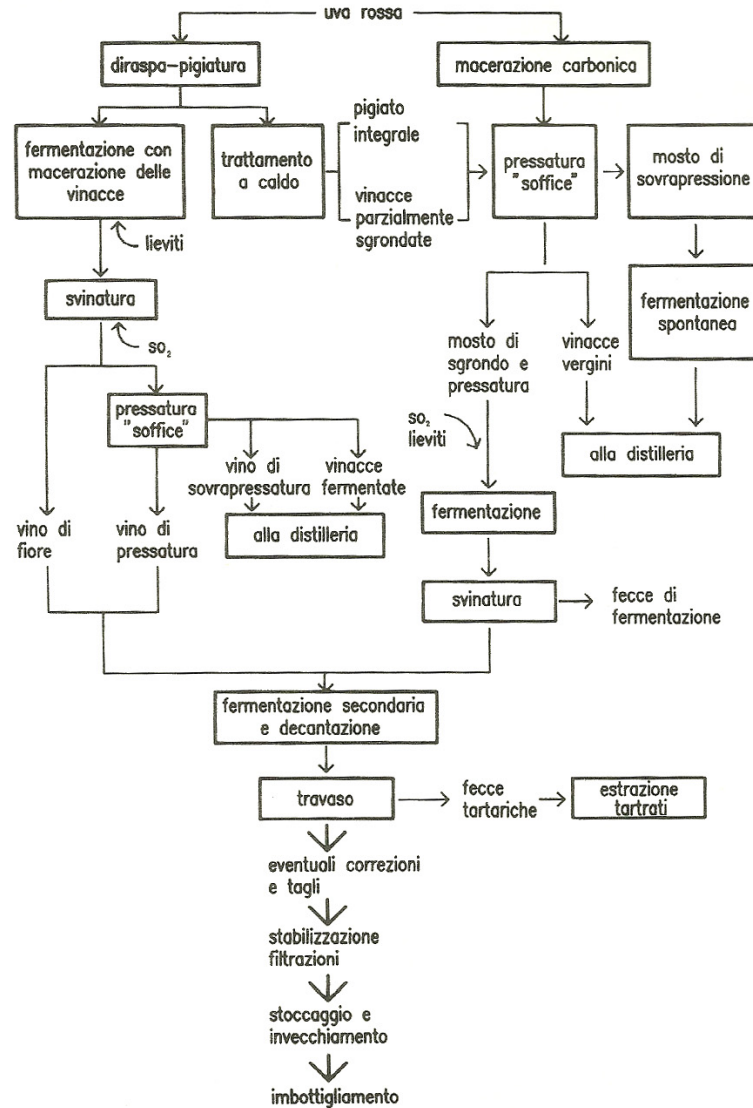 uva rossa
diraspa-pigiatura
macerazione carbonica
fermentazione con
macerazione delle
vinacce
trattamento
a caldo
pigiato
integrale
vinacce
parzialmente
sgrondate
pressatura
"soffice"
mosto di
sovrapressione
lieviti
svinatura
so₂
fermentazione
spontanea
mosto di
sgrondo e
pressatura
vinacce
vergini
pressatura
"soffice"
so₂
lieviti
alla distilleria
vino di
sovrapressatura
vinacce
fermentate
alla distilleria
fermentazione
vino di
fiore
vino di
pressatura
svinatura
fecce di
fermentazione
fermentazione secondaria
e decantazione
travaso
fecce
tartariche
estrazione
tartrati
eventuali correzioni
e tagli
stabilizzazione
filtrazioni
stoccaggio e
invecchiamento
imbottigliamento